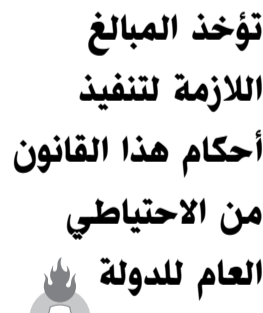 تؤخذ المبالغ
اللازمة لتنفيذ
أحكام هذا القانون
من الاحتياطي
العام للدولة